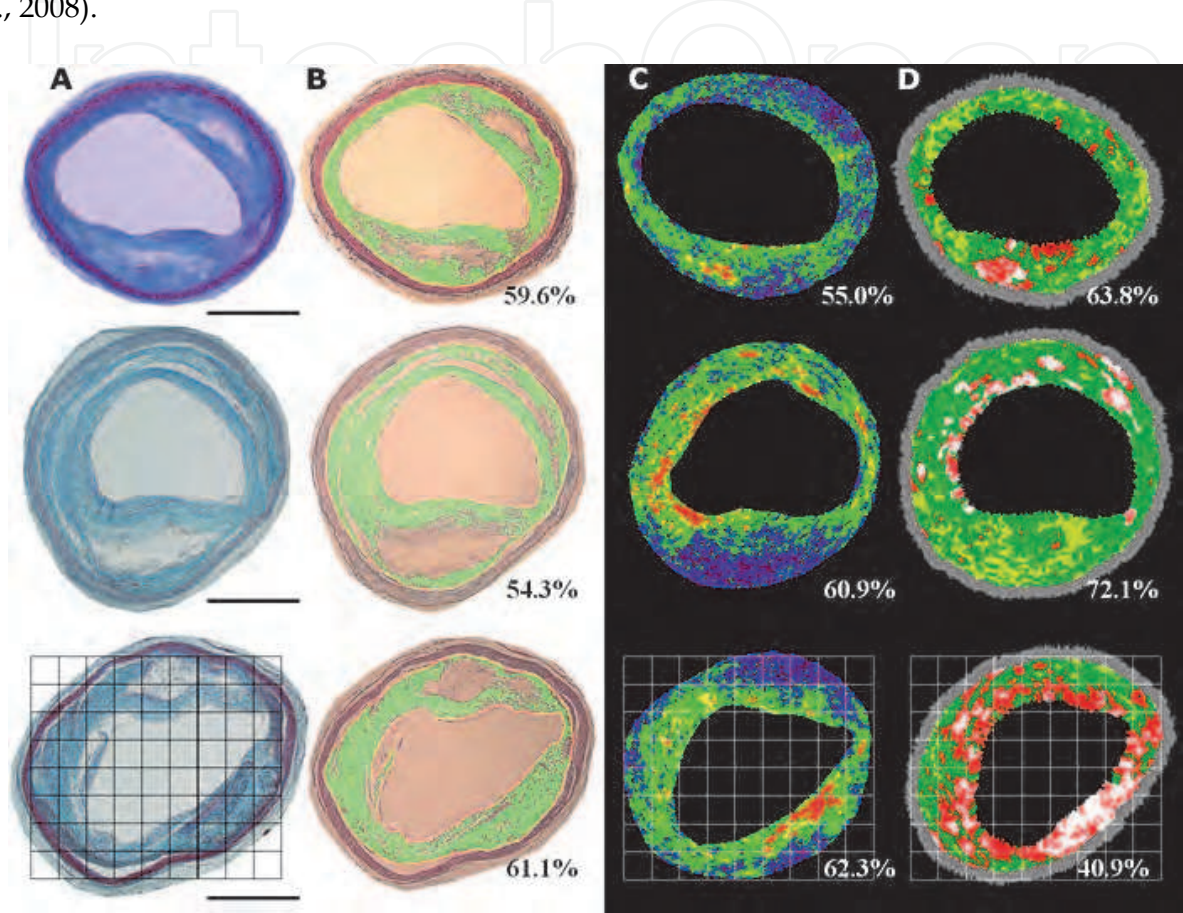 ., 2008).
IntechOpen
A B C D
59.6% 55.0% 63.8%
54.3% 60.9% 72.1%
61.1% 62.3% 40.9%